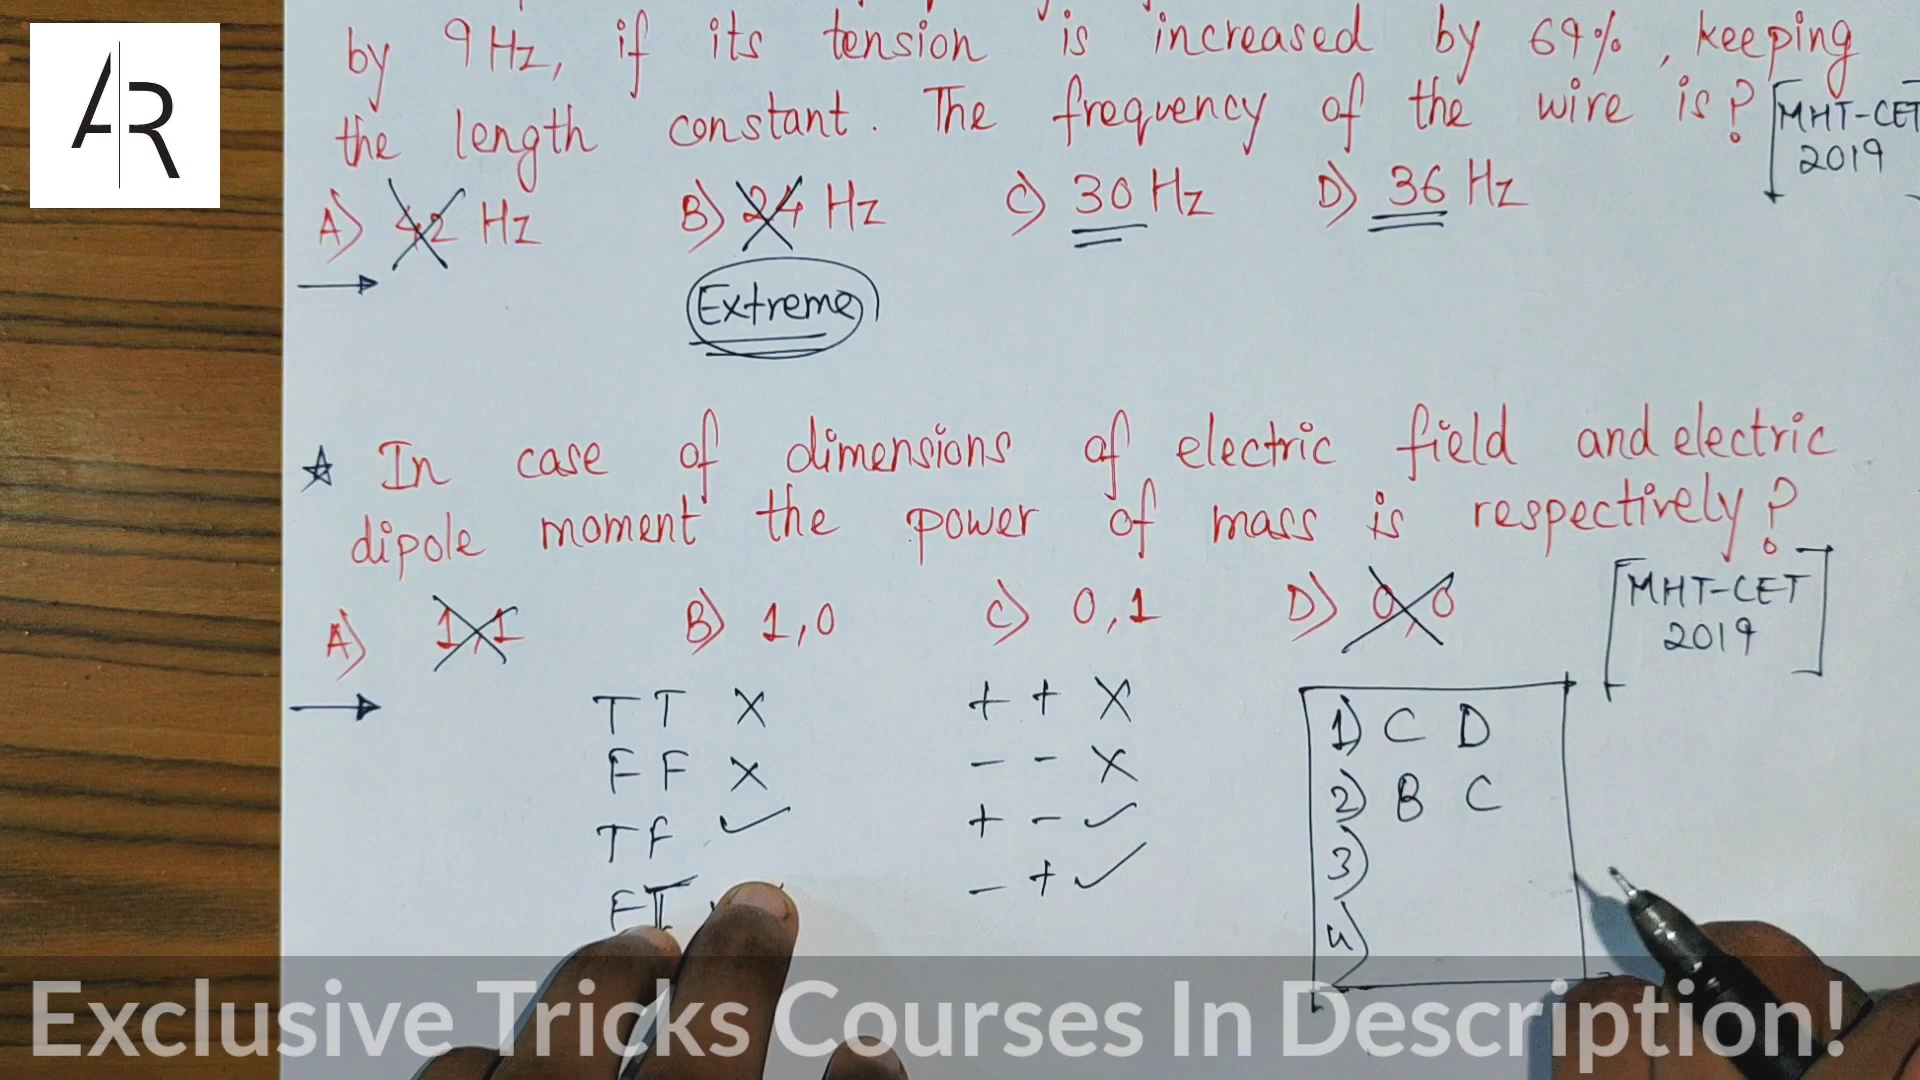 AR
by 9 Hz, if its tension is increased by 69%, keeping
the length constant. The frequency of the wire is?
[MHT-CET
2019
A) 42 Hz B) 24 Hz C) 30 Hz D) 36 Hz
Extreme
☆ In case of dimensions of electric field and electric
dipole moment the power of mass is respectively?
[MHT-CET]
2019
A) 1,1 B) 1,0 C) 0,1 D) 0,0
T T X
F F X
T F ✓
F T
+ + X
- - X
+ - ✓
- + ✓
1) C D
2) B C
3)
4)
Exclusive Tricks Courses In Description!